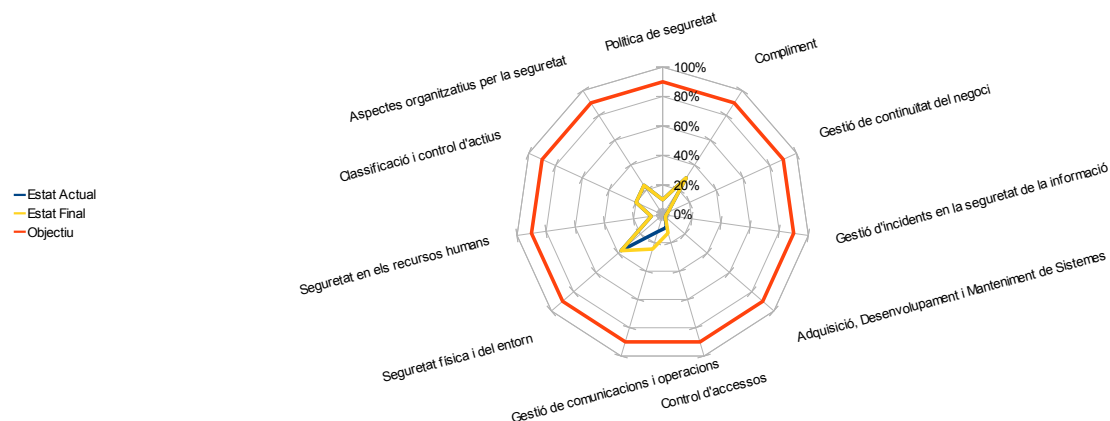 Política de seguretat
Compliment
Aspectes organitzatius per la seguretat
Gestió de continuïtat del negoci
Classificació i control d'actius
Gestió d'incidents en la seguretat de la informació
Seguretat en els recursos humans
Adquisició, Desenvolupament i Manteniment de Sistemes
Seguretat física i del entorn
Gestió de comunicacions i operacions
Control d'accessos
100%
80%
60%
40%
20%
0%
Estat Actual
Estat Final
Objectiu